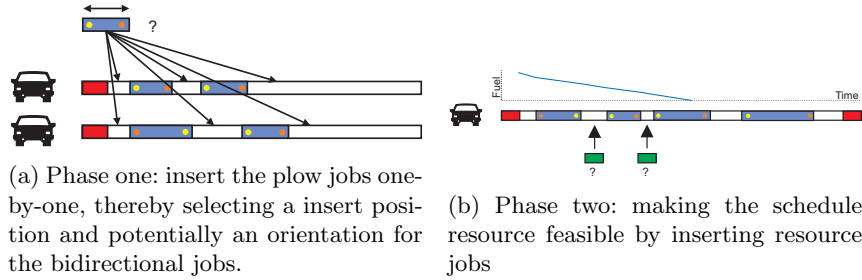 ?
(a) Phase one: insert the plow jobs one-
by-one, thereby selecting a insert posi-
tion and potentially an orientation for
the bidirectional jobs.
Fuel
Time
? ?
(b) Phase two: making the schedule
resource feasible by inserting resource
jobs